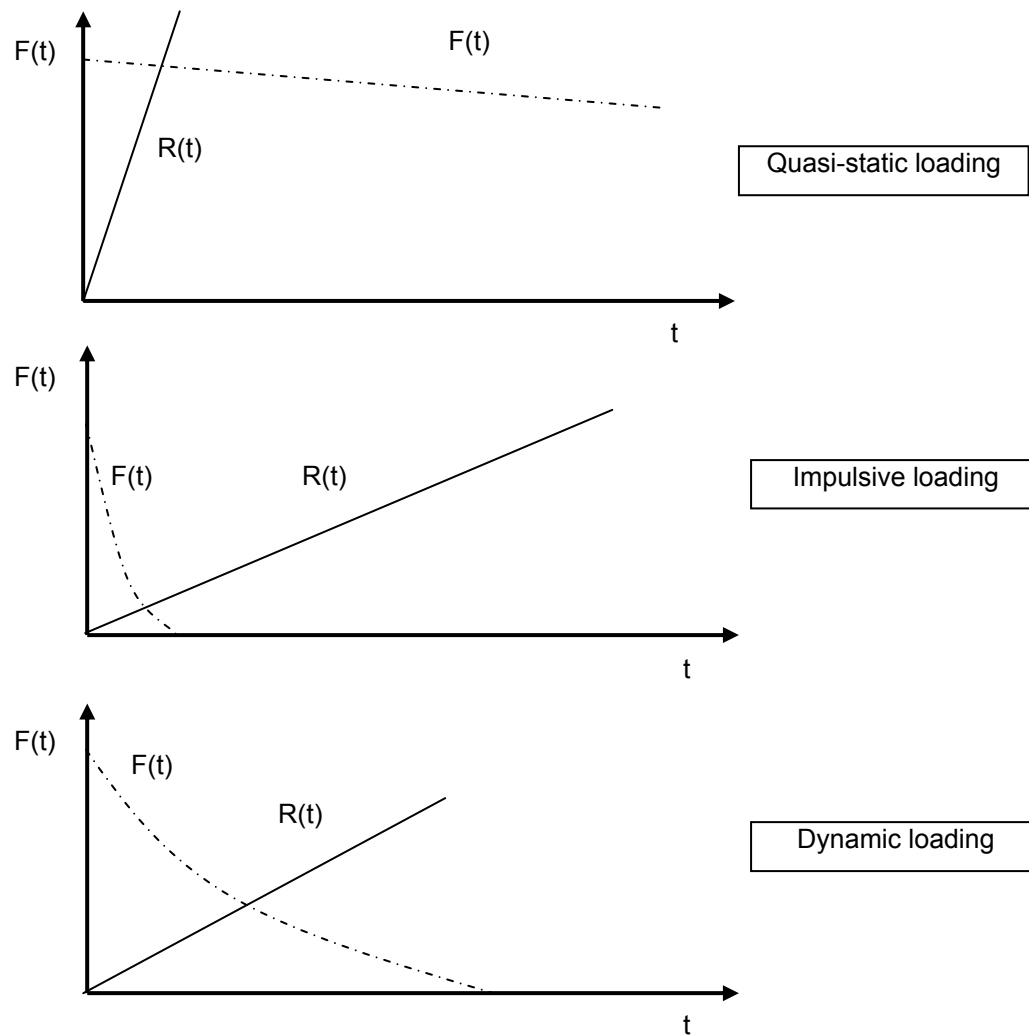 F(t)
F(t)
R(t)
Quasi-static loading
t
F(t)
F(t)
R(t)
Impulsive loading
t
F(t)
F(t)
R(t)
Dynamic loading
t